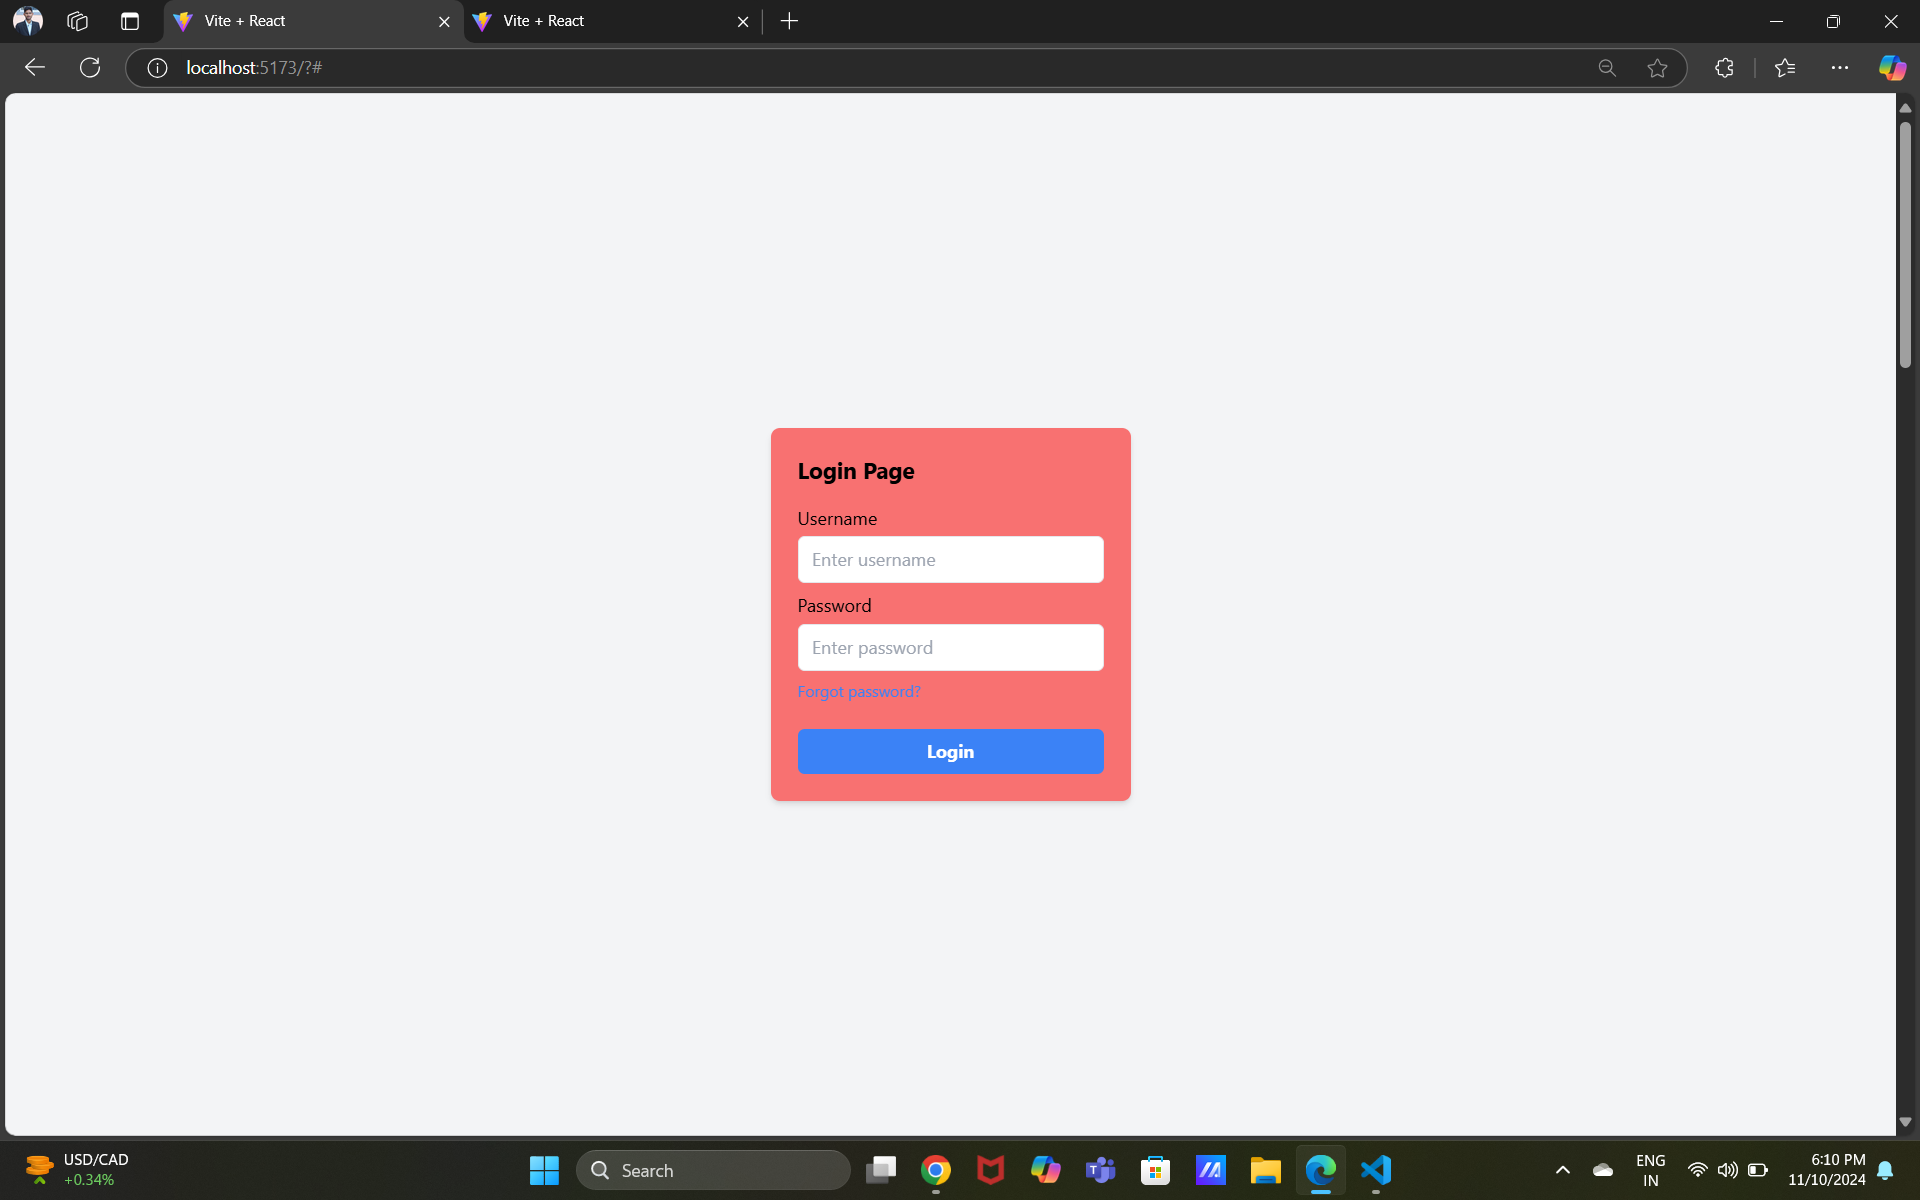 Vite + React
Vite + React
localhost:5173/?#
Login Page
Username
Enter username
Password
Enter password
Forgot password?
Login
USD/CAD
+0.34%
Search
ENG
IN
6:10 PM
11/10/2024